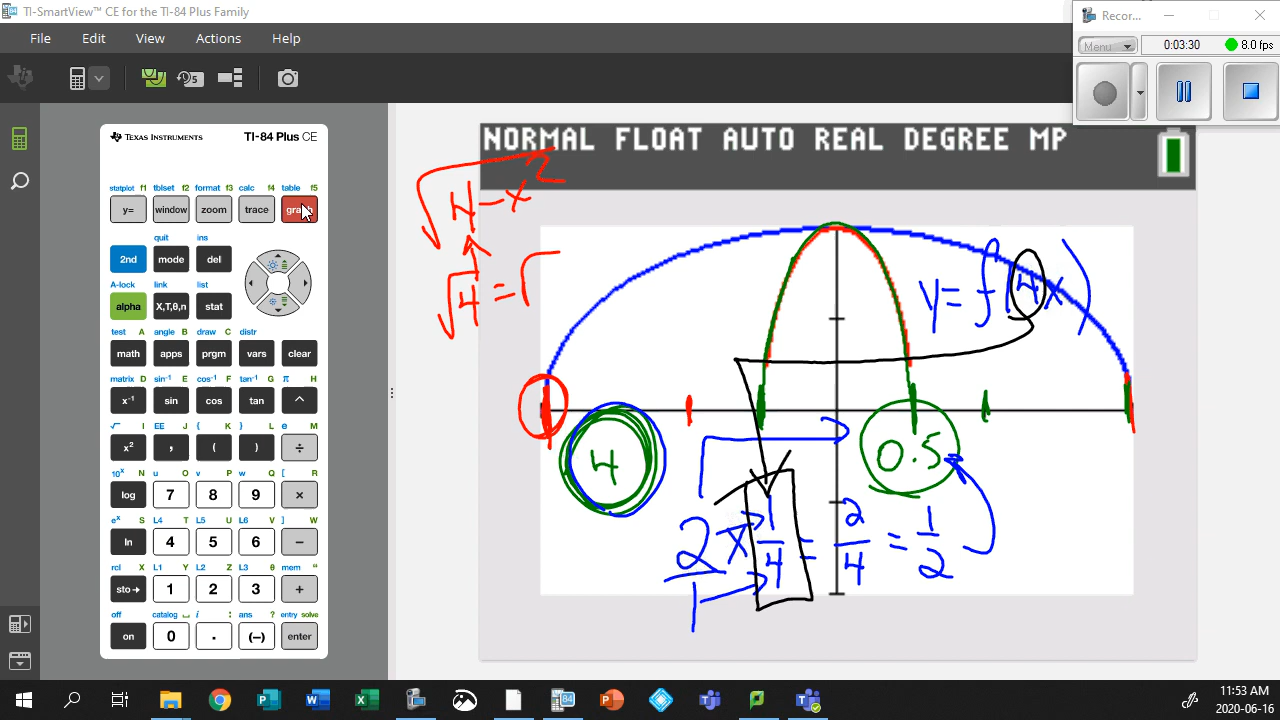 TI-SmartView™ CE for the TI-84 Plus Family
File Edit View Actions Help
Recor...
Menu 0:03:30 8.0 fps
TEXAS INSTRUMENTS TI-84 Plus CE
statplot f1 tblset f2 format f3 calc f4 table f5
y= window zoom trace graph
quit ins
2nd mode del
A-lock link list
alpha X,T,θ,n stat
test A angle B draw C distr
math apps prgm vars clear
matrix D sin⁻¹ E cos⁻¹ F tan⁻¹ G π H
x⁻¹ sin cos tan ^
√ I EE J { K } L e M
x² , ( ) ÷
10ˣ N u O v P w Q [ R
log 7 8 9 ×
eˣ S L4 T L5 U L6 V ] W
ln 4 5 6 −
rcl X L1 Y L2 Z L3 θ mem "
sto→ 1 2 3 +
off catalog i : ans ? entry solve
on 0 . (−) enter
NORMAL FLOAT AUTO REAL DEGREE MP
√4-x²
√4 = √
y = f(4x)
4
0.5
2/1 × 1/4 = 2/4 = 1/2
11:53 AM
2020-06-16